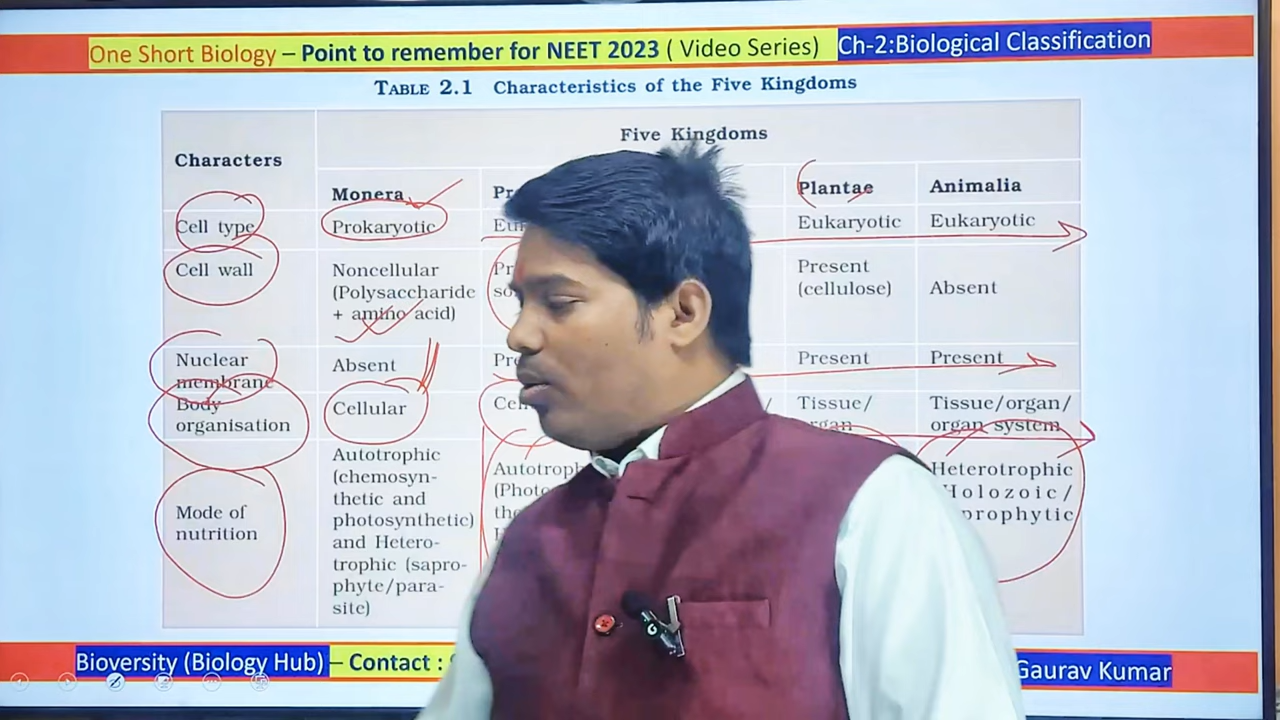 One Short Biology – Point to remember for NEET 2023 ( Video Series) Ch-2:Biological Classification
TABLE 2.1 Characteristics of the Five Kingdoms
Characters
Five Kingdoms
Monera
Plantae
Animalia
Cell type
Prokaryotic
Eukaryotic
Eukaryotic
Cell wall
Noncellular
(Polysaccharide
+ amino acid)
Present
(cellulose)
Absent
Nuclear
membrane
Absent
Present
Present
Body
organisation
Cellular
Tissue/
Tissue/organ/
organ system
Mode of
nutrition
Autotrophic
(chemosyn-
thetic and
photosynthetic)
and Hetero-
trophic (sapro-
phyte/para-
site)
Heterotrophic
Holozoic/
Bioversity (Biology Hub) – Contact :
Gaurav Kumar